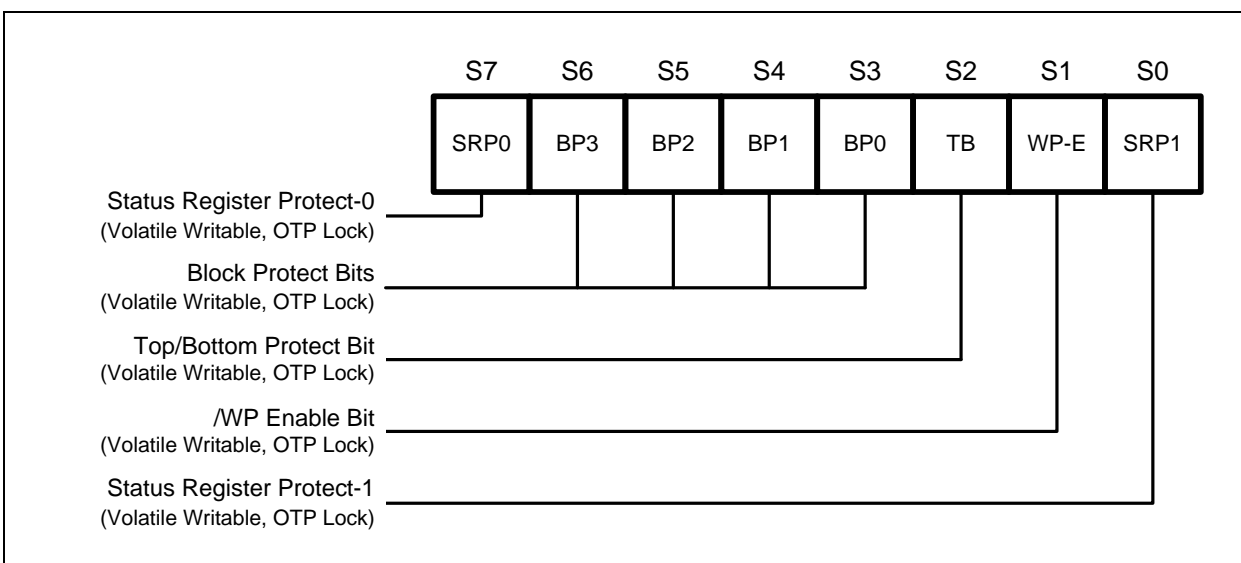 S7 S6 S5 S4 S3 S2 S1 S0
SRP0 BP3 BP2 BP1 BP0 TB WP-E SRP1
Status Register Protect-0
(Volatile Writable, OTP Lock)
Block Protect Bits
(Volatile Writable, OTP Lock)
Top/Bottom Protect Bit
(Volatile Writable, OTP Lock)
/WP Enable Bit
(Volatile Writable, OTP Lock)
Status Register Protect-1
(Volatile Writable, OTP Lock)